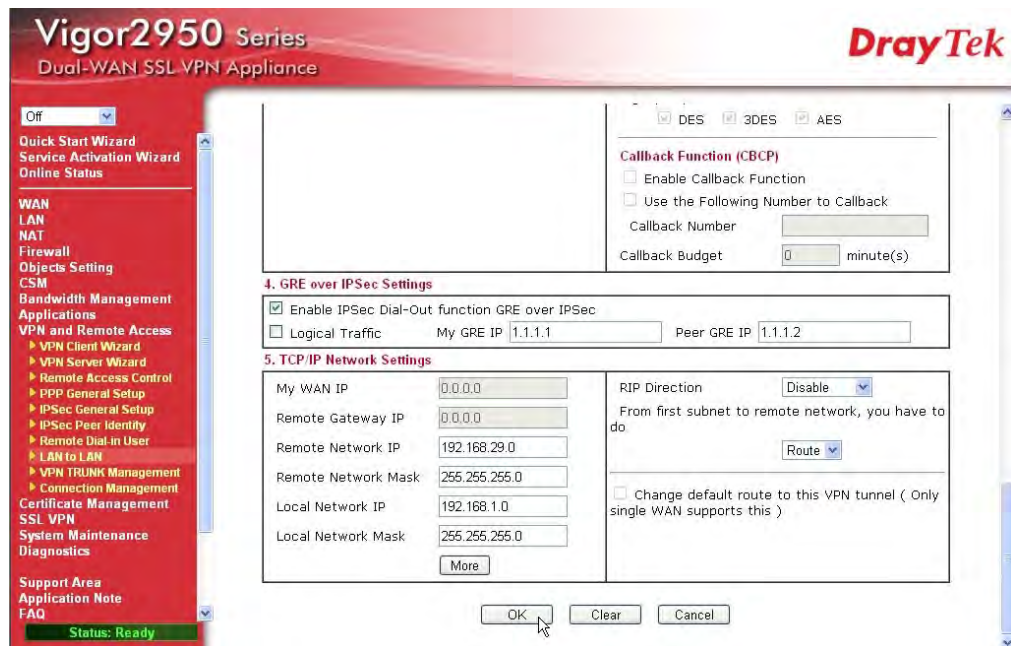 Vigor2950 Series
Dual-WAN SSL VPN Appliance
DrayTek
Off
Quick Start Wizard
Service Activation Wizard
Online Status
WAN
LAN
NAT
Firewall
Objects Setting
CSM
Bandwidth Management
Applications
VPN and Remote Access
VPN Client Wizard
VPN Server Wizard
Remote Access Control
PPP General Setup
IPSec General Setup
IPSec Peer Identity
Remote Dial-in User
LAN to LAN
VPN TRUNK Management
Connection Management
Certificate Management
SSL VPN
System Maintenance
Diagnostics
Support Area
Application Note
FAQ
Status: Ready
DES 3DES AES
Callback Function (CBCP)
Enable Callback Function
Use the Following Number to Callback
Callback Number
Callback Budget 0 minute(s)
4. GRE over IPSec Settings
Enable IPSec Dial-Out function GRE over IPSec
Logical Traffic My GRE IP 1.1.1.1 Peer GRE IP 1.1.1.2
5. TCP/IP Network Settings
My WAN IP 0.0.0.0
Remote Gateway IP 0.0.0.0
Remote Network IP 192.168.29.0
Remote Network Mask 255.255.255.0
Local Network IP 192.168.1.0
Local Network Mask 255.255.255.0
More
RIP Direction Disable
From first subnet to remote network, you have to
do
Route
Change default route to this VPN tunnel ( Only
single WAN supports this )
OK Clear Cancel